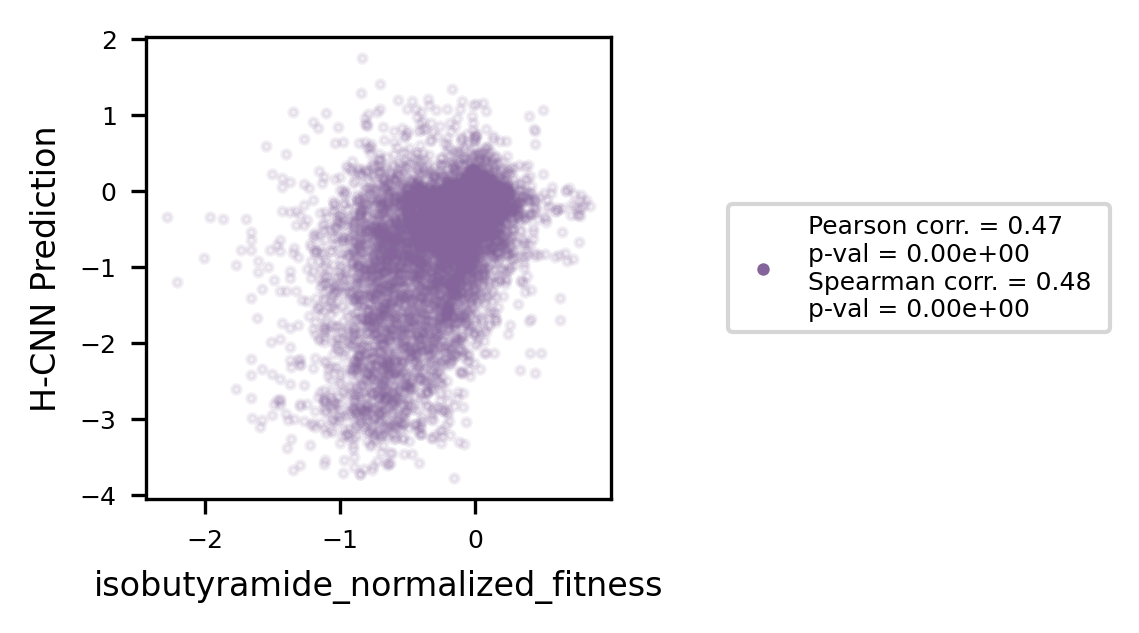 2
1
0
−1
−2
−3
−4
H-CNN Prediction
−2
−1
0
isobutyramide_normalized_fitness
Pearson corr. = 0.47
p-val = 0.00e+00
Spearman corr. = 0.48
p-val = 0.00e+00